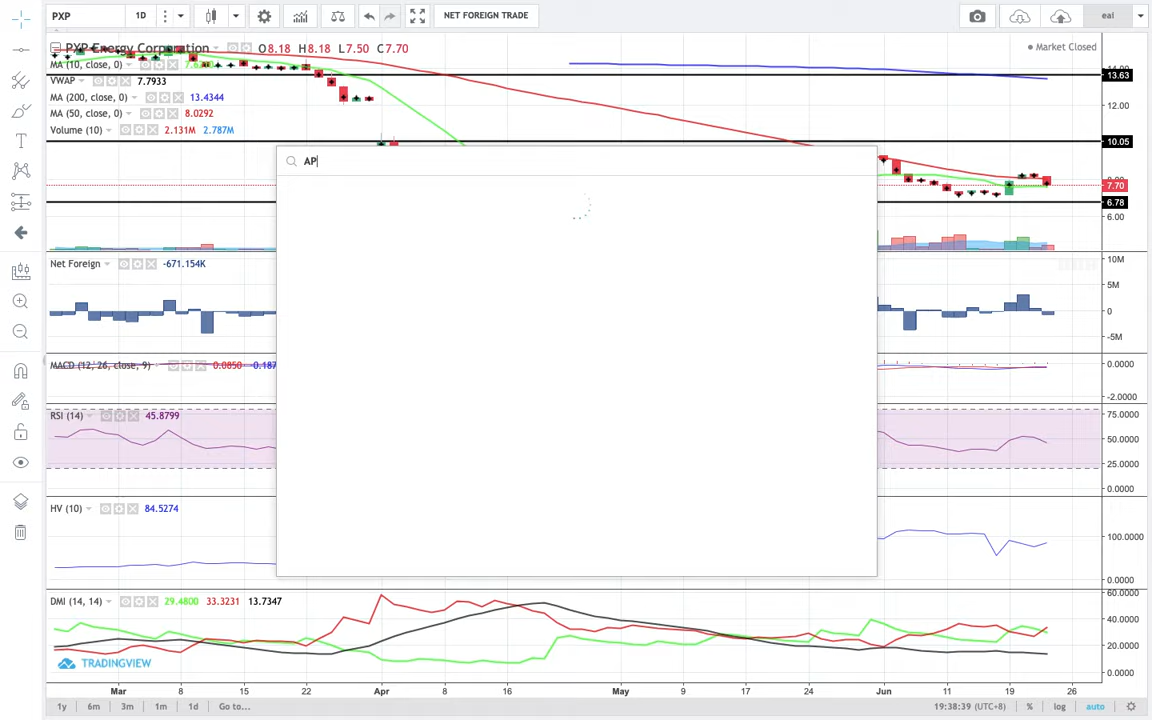 PXP 1D NET FOREIGN TRADE eal
PXP Energy Corporation O8.18 H8.18 L7.50 C7.70
Market Closed
MA (10, close, 0)
VWAP 7.7933
MA (200, close, 0) 13.4344
MA (50, close, 0) 8.0292
Volume (10) 2.131M 2.787M
AP
14.00
13.63
12.00
10.05
8.00
7.70
6.78
6.00
Net Foreign -671.154K
10M
5M
0
-5M
MACD (12, 26, close, 9) 0.0850 -0.187
0.0000
-2.0000
RSI (14) 45.8799
75.0000
50.0000
25.0000
0.0000
HV (10) 84.5274
100.0000
0.0000
DMI (14, 14) 29.4800 33.3231 13.7347
60.0000
40.0000
20.0000
0.0000
TRADINGVIEW
Mar 8 15 22 Apr 8 16 May 9 17 24 Jun 11 19 26
1y 6m 3m 1m 1d Go to... 19:38:39 (UTC+8) % log auto